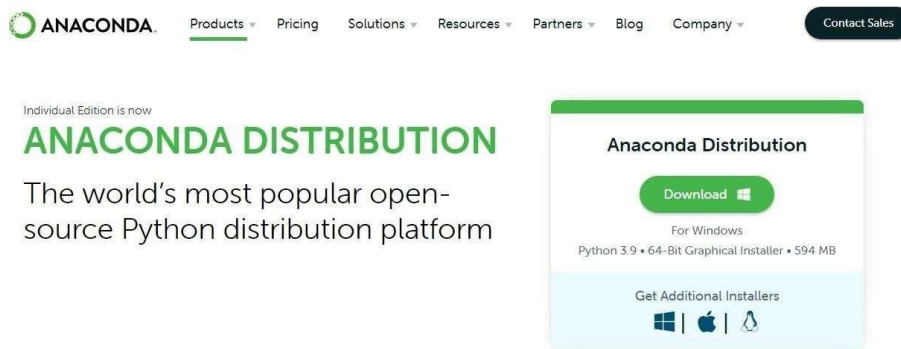 ANACONDA.
Products Pricing Solutions Resources Partners Blog Company Contact Sales
Individual Edition is now
ANACONDA DISTRIBUTION
The world's most popular open-
source Python distribution platform
Anaconda Distribution
Download
For Windows
Python 3.9 • 64-Bit Graphical Installer • 594 MB
Get Additional Installers